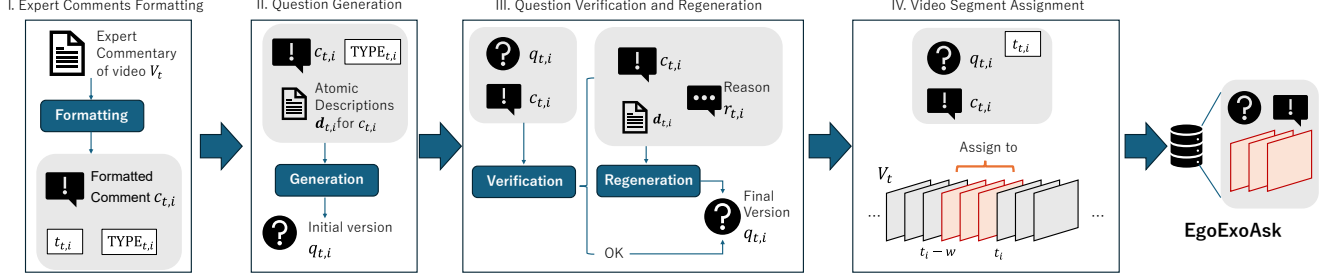 I. Expert Comments Formatting
Expert
Commentary
of video V_t
Formatting
Formatted
Comment c_{t,i}
t_{t,i}
TYPE_{t,i}
II. Question Generation
c_{t,i}
TYPE_{t,i}
Atomic
Descriptions
d_{t,i} for c_{t,i}
Generation
Initial version
q_{t,i}
III. Question Verification and Regeneration
q_{t,i}
c_{t,i}
Verification
c_{t,i}
Reason
r_{t,i}
d_{t,i}
Regeneration
Final
Version
q_{t,i}
OK
IV. Video Segment Assignment
q_{t,i}
t_{t,i}
c_{t,i}
Assign to
V_t
...
...
t_i − w
t_i
EgoExoAsk